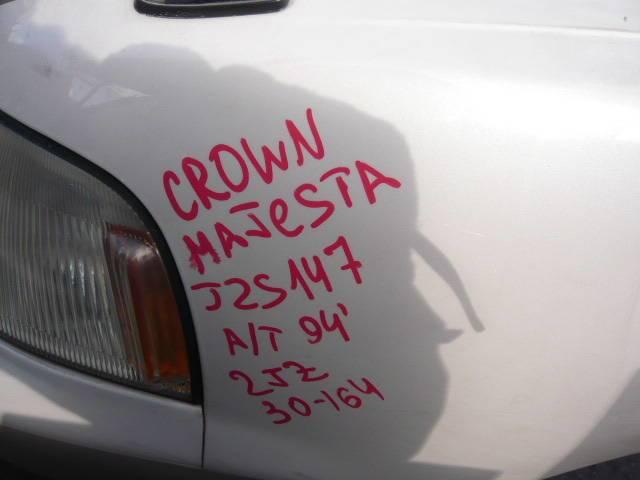 CROWN
MAJeSTA
JZS147
A/T 94'
2JZ
30-164